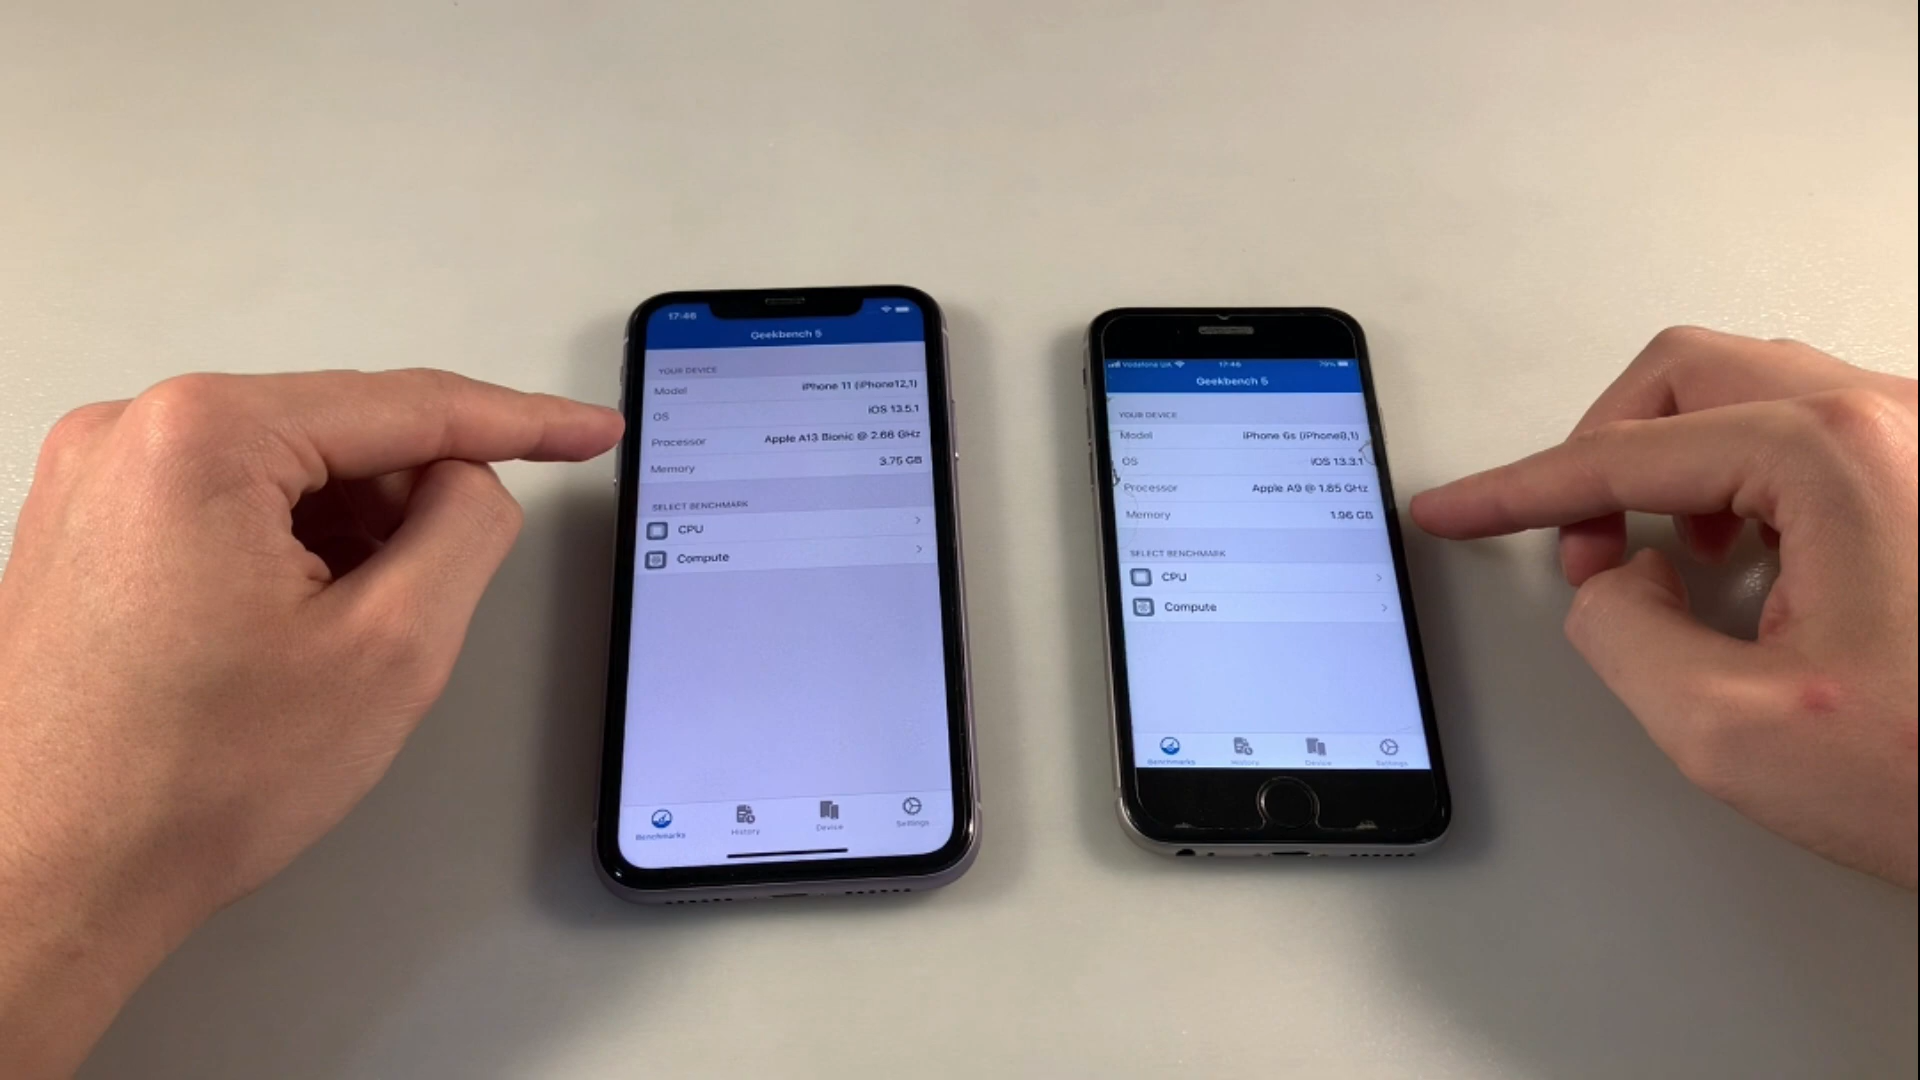 17:46
Geekbench 5
YOUR DEVICE
Model iPhone 11 (iPhone12,1)
OS iOS 13.5.1
Processor Apple A13 Bionic @ 2.66 GHz
Memory 3.75 GB
SELECT BENCHMARK
CPU
Compute
Benchmarks History Device Settings
Vodafone UA 17:46 79%
Geekbench 5
YOUR DEVICE
Model iPhone 6s (iPhone8,1)
OS iOS 13.3.1
Processor Apple A9 @ 1.85 GHz
Memory 1.96 GB
SELECT BENCHMARK
CPU
Compute
Benchmarks History Device Settings